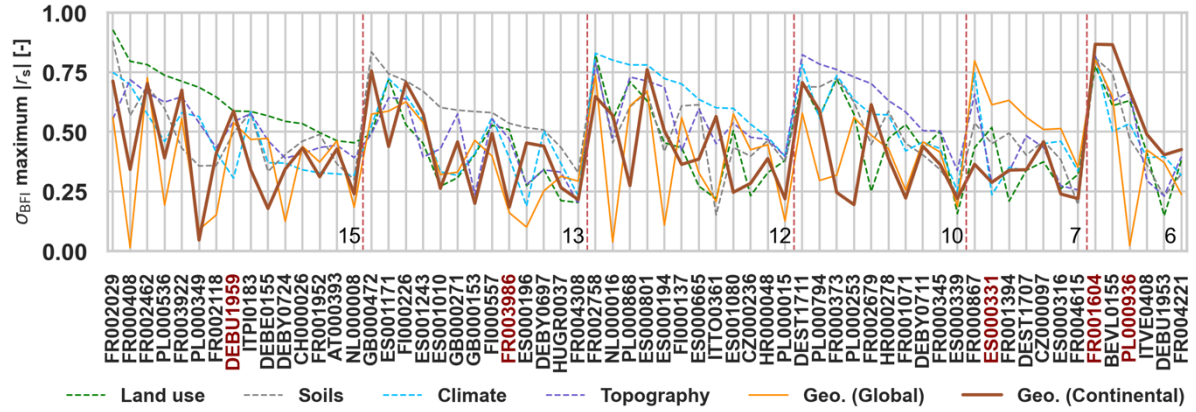 1.00
0.75
0.50
0.25
0.00
σBFI maximum |rs| [-]
15
13
12
10
7
6
FR002029
FR000408
FR002462
PL000536
FR003922
PL000349
FR002118
DEBU1959
ITPI0183
DEBE0155
DEBY0724
CH000026
FR001952
AT000393
NL000008
GB000472
ES001171
FI000226
ES001243
ES001010
GB000271
GB000153
FI000557
FR003986
ES000196
DEBY0697
HUGR0037
FR004308
FR002758
NL000016
PL000868
ES000801
ES000194
FI000137
ES000665
ITTO0361
ES001080
CZ000236
HR000048
PL000015
DEST1711
PL000794
FR000373
PL000253
FR002679
HR000278
FR001071
DEBY0711
FR000345
ES000339
FR000867
ES000331
FR001394
DEST1707
CZ000097
ES000316
FR004615
FR001604
BEVL0155
PL000936
ITVE0408
DEBU1953
FR004221
Land use
Soils
Climate
Topography
Geo. (Global)
Geo. (Continental)